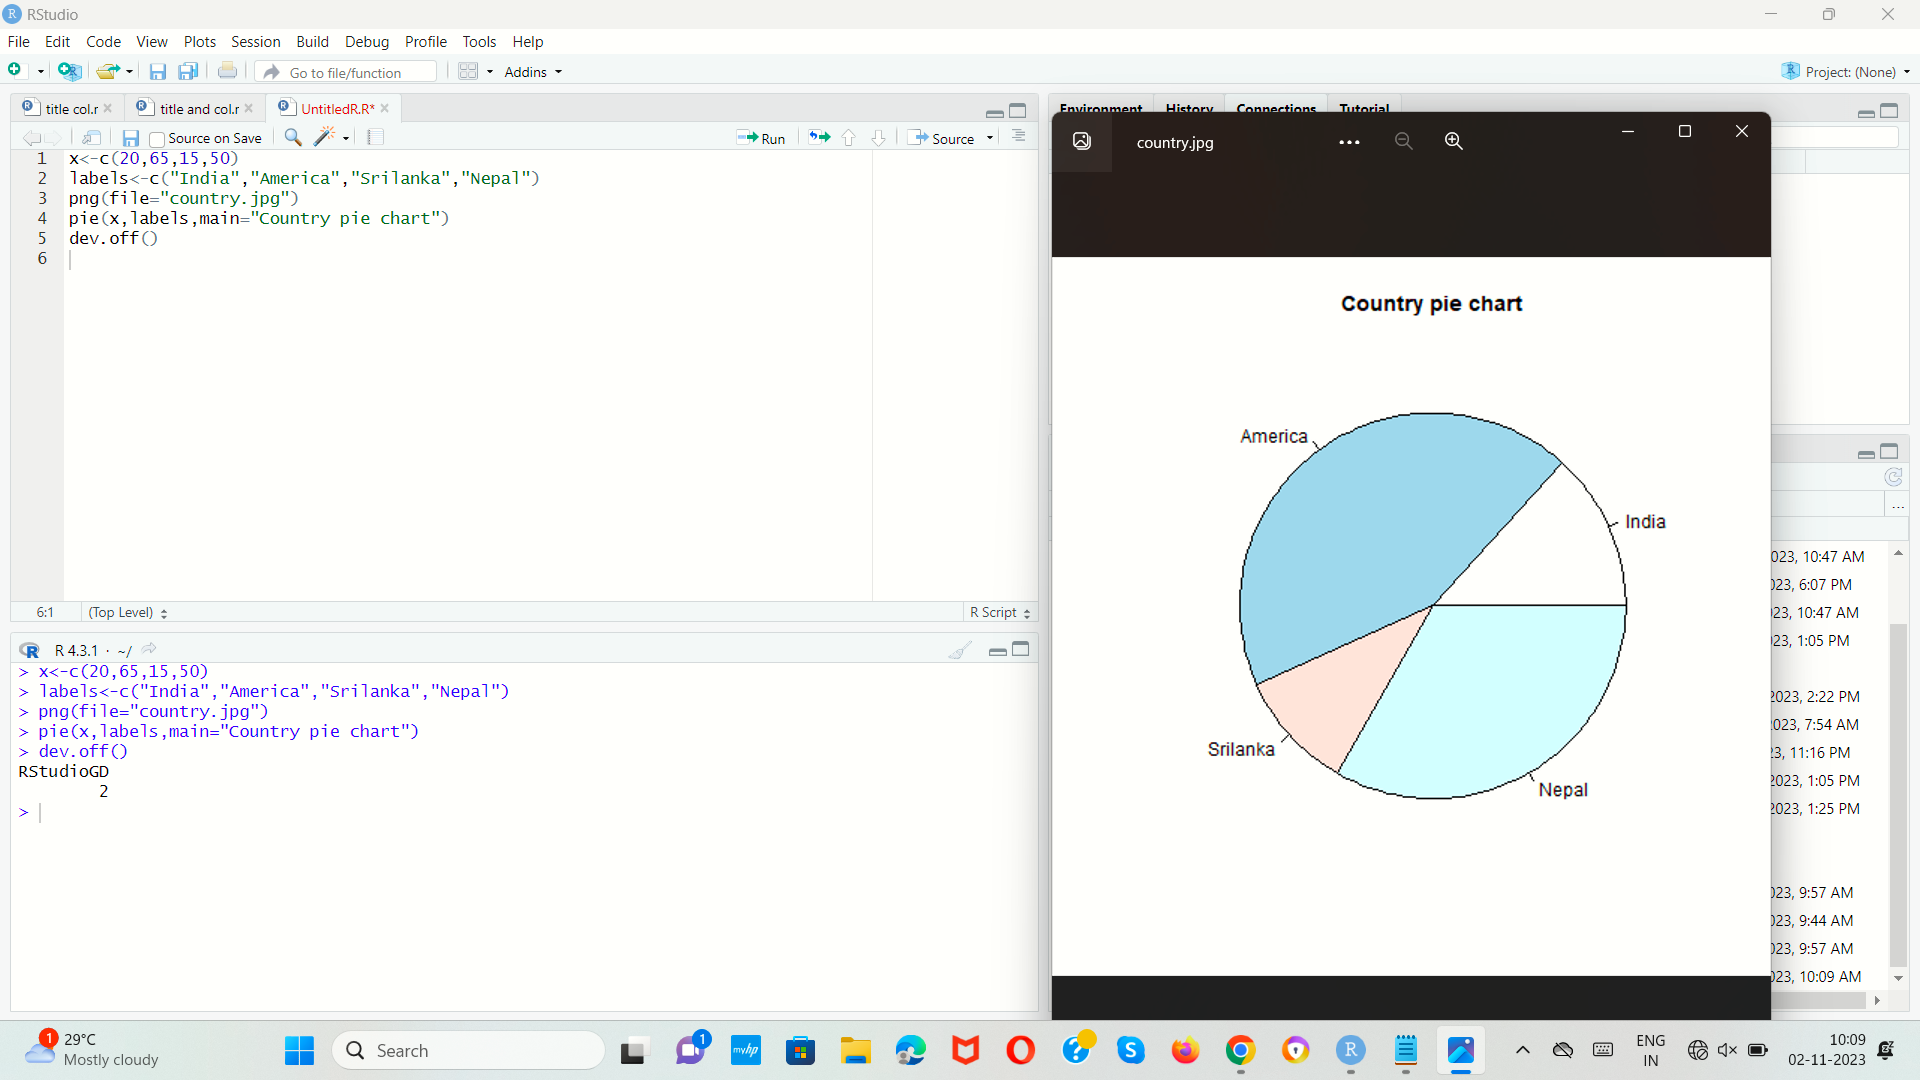 RStudio
File Edit Code View Plots Session Build Debug Profile Tools Help
Go to file/function Addins Project: (None)
title col.r title and col.r UntitledR.R*
Source on Save Run Source
1 x<-c(20,65,15,50)
2 labels<-c("India","America","Srilanka","Nepal")
3 png(file="country.jpg")
4 pie(x,labels,main="Country pie chart")
5 dev.off()
6
6:1 (Top Level) R Script
R 4.3.1 · ~/
> x<-c(20,65,15,50)
> labels<-c("India","America","Srilanka","Nepal")
> png(file="country.jpg")
> pie(x,labels,main="Country pie chart")
> dev.off()
RStudioGD
2
>
Environment History Connections Tutorial
country.jpg
Country pie chart
America
India
Srilanka
Nepal
023, 10:47 AM
023, 6:07 PM
23, 10:47 AM
23, 1:05 PM
2023, 2:22 PM
023, 7:54 AM
23, 11:16 PM
2023, 1:05 PM
2023, 1:25 PM
023, 9:57 AM
023, 9:44 AM
023, 9:57 AM
023, 10:09 AM
1 29°C
Mostly cloudy
Search
1
myhp
ENG
IN
10:09
02-11-2023